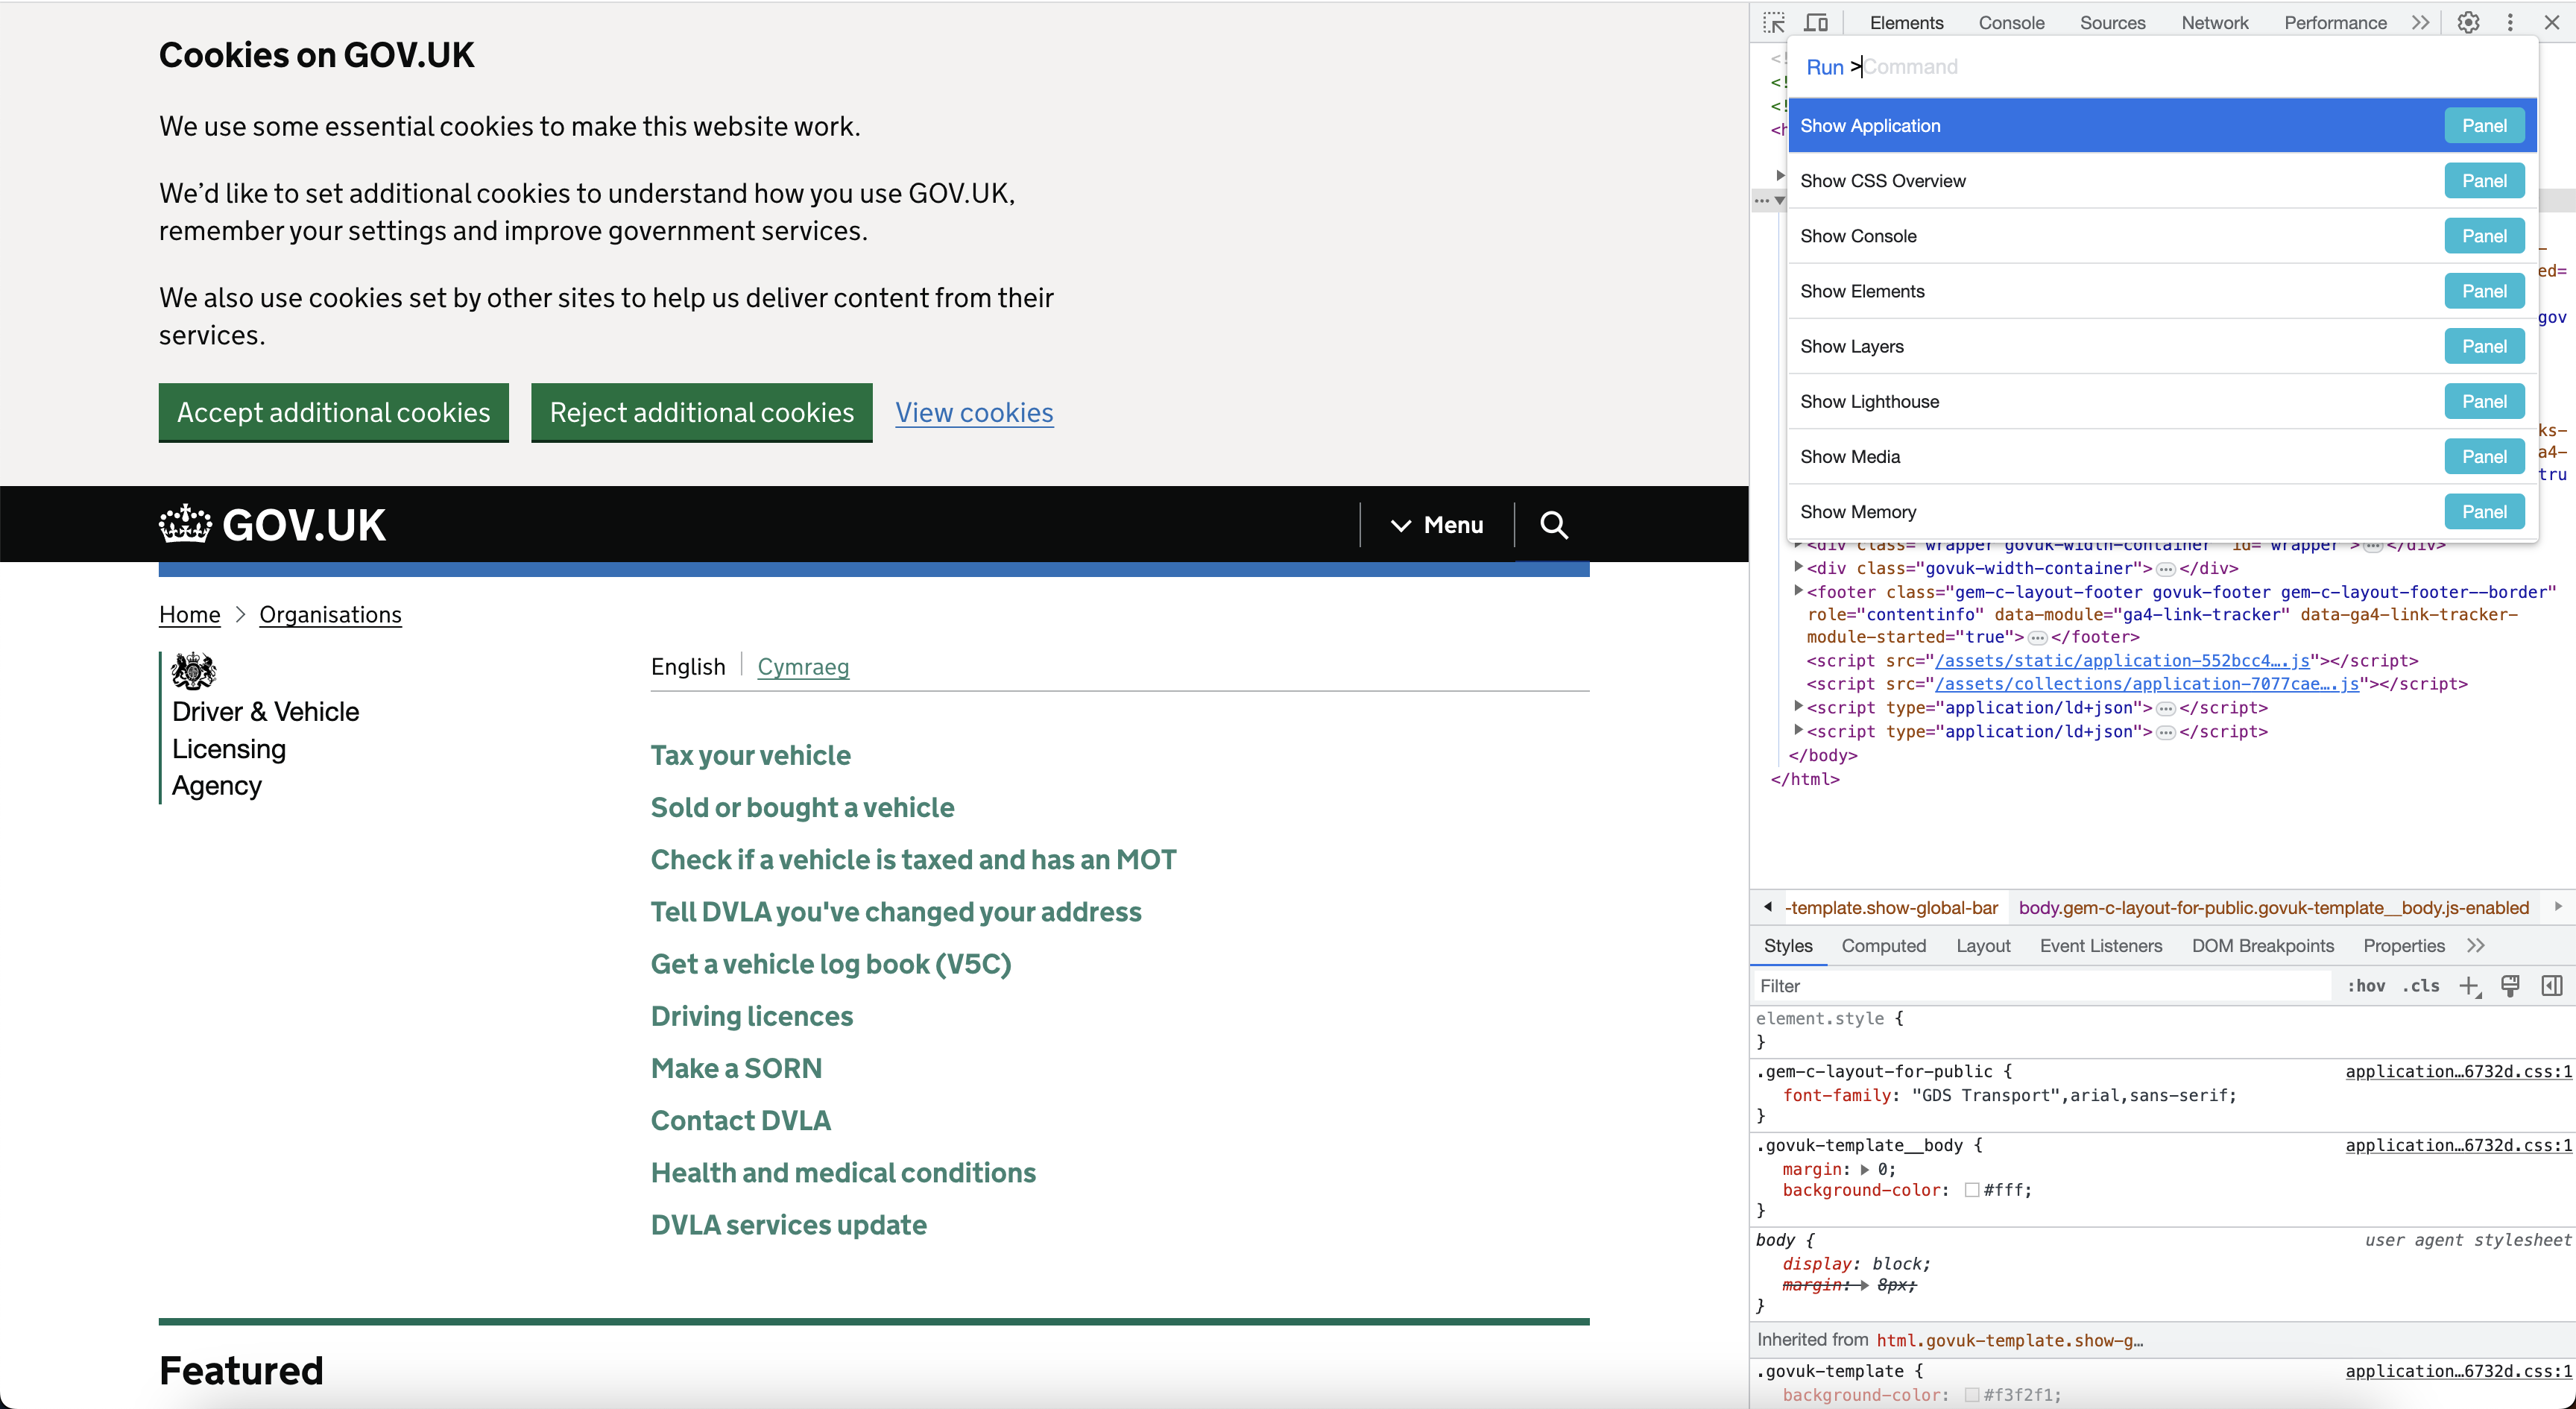 Cookies on GOV.UK
We use some essential cookies to make this website work.
We’d like to set additional cookies to understand how you use GOV.UK,
remember your settings and improve government services.
We also use cookies set by other sites to help us deliver content from their
services.
Accept additional cookies
Reject additional cookies
View cookies
GOV.UK
Menu
Home
Organisations
Driver & Vehicle
Licensing
Agency
English
Cymraeg
Tax your vehicle
Sold or bought a vehicle
Check if a vehicle is taxed and has an MOT
Tell DVLA you've changed your address
Get a vehicle log book (V5C)
Driving licences
Make a SORN
Contact DVLA
Health and medical conditions
DVLA services update
Featured
Elements Console Sources Network Performance
Run >Command
Show Application Panel
Show CSS Overview Panel
Show Console Panel
Show Elements Panel
Show Layers Panel
Show Lighthouse Panel
Show Media Panel
Show Memory Panel
ed=
gov
ks-
a4-
tru
<div class="wrapper govuk-width-container" id="wrapper">…</div>
<div class="govuk-width-container">…</div>
<footer class="gem-c-layout-footer govuk-footer gem-c-layout-footer--border"
role="contentinfo" data-module="ga4-link-tracker" data-ga4-link-tracker-
module-started="true">…</footer>
<script src="/assets/static/application-552bcc4….js"></script>
<script src="/assets/collections/application-7077cae….js"></script>
<script type="application/ld+json">…</script>
<script type="application/ld+json">…</script>
</body>
</html>
-template.show-global-bar body.gem-c-layout-for-public.govuk-template__body.js-enabled
Styles Computed Layout Event Listeners DOM Breakpoints Properties
Filter :hov .cls
element.style {
}
.gem-c-layout-for-public { application…6732d.css:1
font-family: "GDS Transport",arial,sans-serif;
}
.govuk-template__body { application…6732d.css:1
margin: 0;
background-color: #fff;
}
body { user agent stylesheet
display: block;
margin: 8px;
}
Inherited from html.govuk-template.show-g…
.govuk-template { application…6732d.css:1
background-color: #f3f2f1;